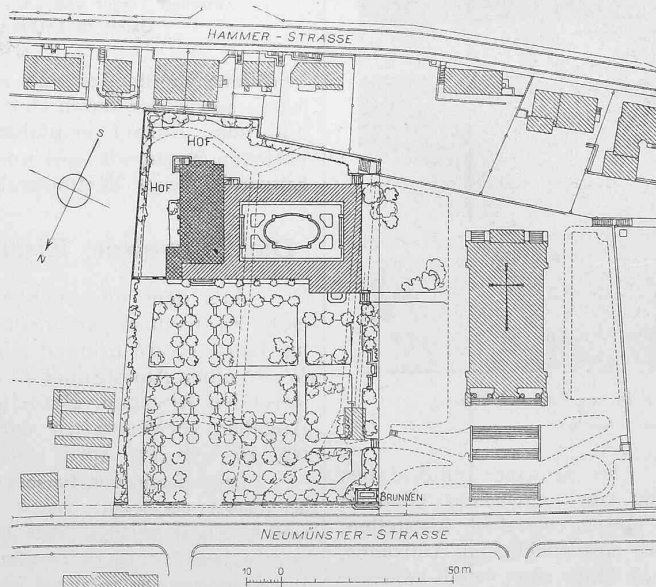 HAMMER-STRASSE
S
HOF
HOF
N
BRUNNEN
NEUMÜNSTER-STRASSE
10 0 50 m